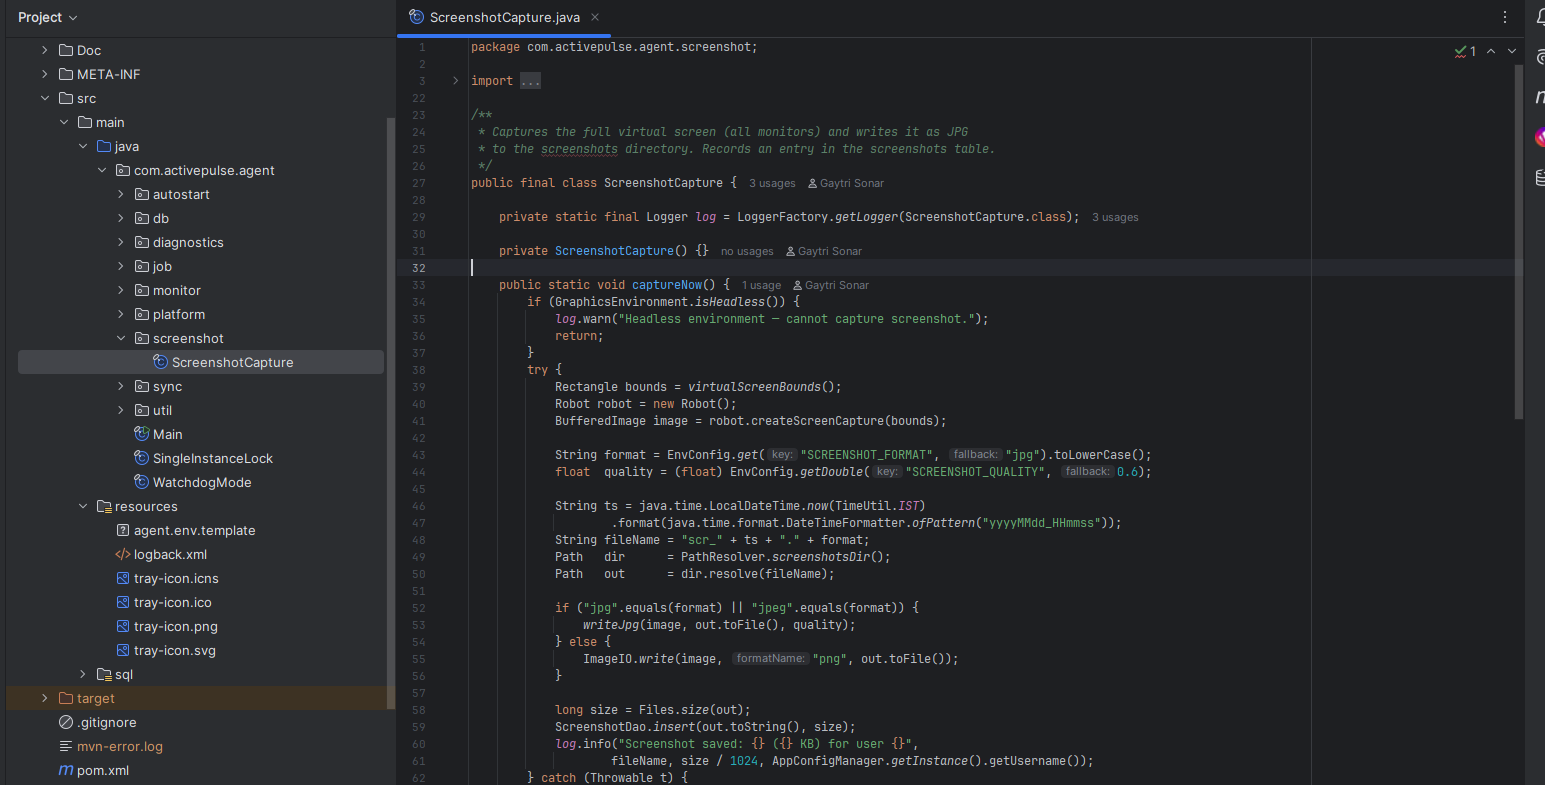 Project
Doc
META-INF
src
main
java
com.activepulse.agent
autostart
db
diagnostics
job
monitor
platform
screenshot
ScreenshotCapture
sync
util
Main
SingleInstanceLock
WatchdogMode
resources
agent.env.template
logback.xml
tray-icon.icns
tray-icon.ico
tray-icon.png
tray-icon.svg
sql
target
.gitignore
mvn-error.log
pom.xml
ScreenshotCapture.java
1
1 package com.activepulse.agent.screenshot;
2
3 import ...
22
23 /**
24 * Captures the full virtual screen (all monitors) and writes it as JPG
25 * to the screenshots directory. Records an entry in the screenshots table.
26 */
27 public final class ScreenshotCapture { 3 usages Gaytri Sonar
28
29 private static final Logger log = LoggerFactory.getLogger(ScreenshotCapture.class); 3 usages
30
31 private ScreenshotCapture() {} no usages Gaytri Sonar
32
33 public static void captureNow() { 1 usage Gaytri Sonar
34 if (GraphicsEnvironment.isHeadless()) {
35 log.warn("Headless environment — cannot capture screenshot.");
36 return;
37 }
38 try {
39 Rectangle bounds = virtualScreenBounds();
40 Robot robot = new Robot();
41 BufferedImage image = robot.createScreenCapture(bounds);
42
43 String format = EnvConfig.get( key: "SCREENSHOT_FORMAT", fallback: "jpg").toLowerCase();
44 float quality = (float) EnvConfig.getDouble( key: "SCREENSHOT_QUALITY", fallback: 0.6);
45
46 String ts = java.time.LocalDateTime.now(TimeUtil.IST)
47 .format(java.time.format.DateTimeFormatter.ofPattern("yyyyMMdd_HHmmss"));
48 String fileName = "scr_" + ts + "." + format;
49 Path dir = PathResolver.screenshotsDir();
50 Path out = dir.resolve(fileName);
51
52 if ("jpg".equals(format) || "jpeg".equals(format)) {
53 writeJpg(image, out.toFile(), quality);
54 } else {
55 ImageIO.write(image, formatName: "png", out.toFile());
56 }
57
58 long size = Files.size(out);
59 ScreenshotDao.insert(out.toString(), size);
60 log.info("Screenshot saved: {} ({} KB) for user {}",
61 fileName, size / 1024, AppConfigManager.getInstance().getUsername());
62 } catch (Throwable t) {